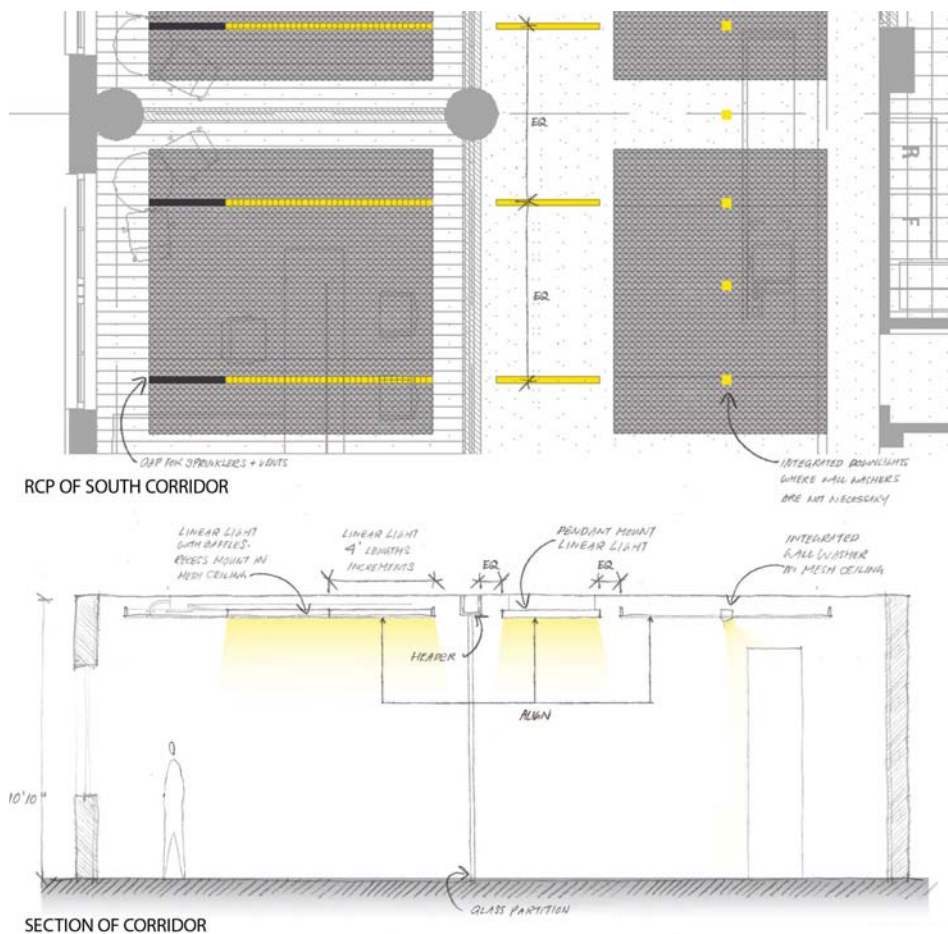 EQ
R
F
EQ
GAP FOR SPRINKLERS + VENTS
INTEGRATED DOWNLIGHTS
WHERE WALL WASHERS
ARE NOT NECESSARY
RCP OF SOUTH CORRIDOR
LINEAR LIGHT
WITH BAFFLES.
RECESS MOUNT IN
MESH CEILING
LINEAR LIGHT
4' LENGTHS
INCREMENTS
EQ
PENDANT MOUNT
LINEAR LIGHT
EQ
INTEGRATED
WALL WASHER
IN MESH CEILING
HEADER
ALIGN
10'10"
GLASS PARTITION
SECTION OF CORRIDOR